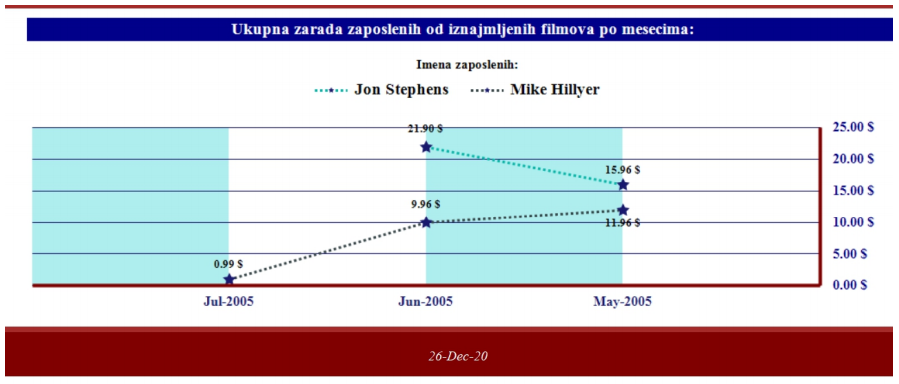 Ukupna zarada zaposlenih od iznajmljenih filmova po mesecima:
Imena zaposlenih:
Jon Stephens Mike Hillyer
25.00 $
21.90 $
20.00 $
15.96 $
15.00 $
9.96 $
11.96 $
10.00 $
5.00 $
0.99 $
0.00 $
Jul-2005 Jun-2005 May-2005
26-Dec-20